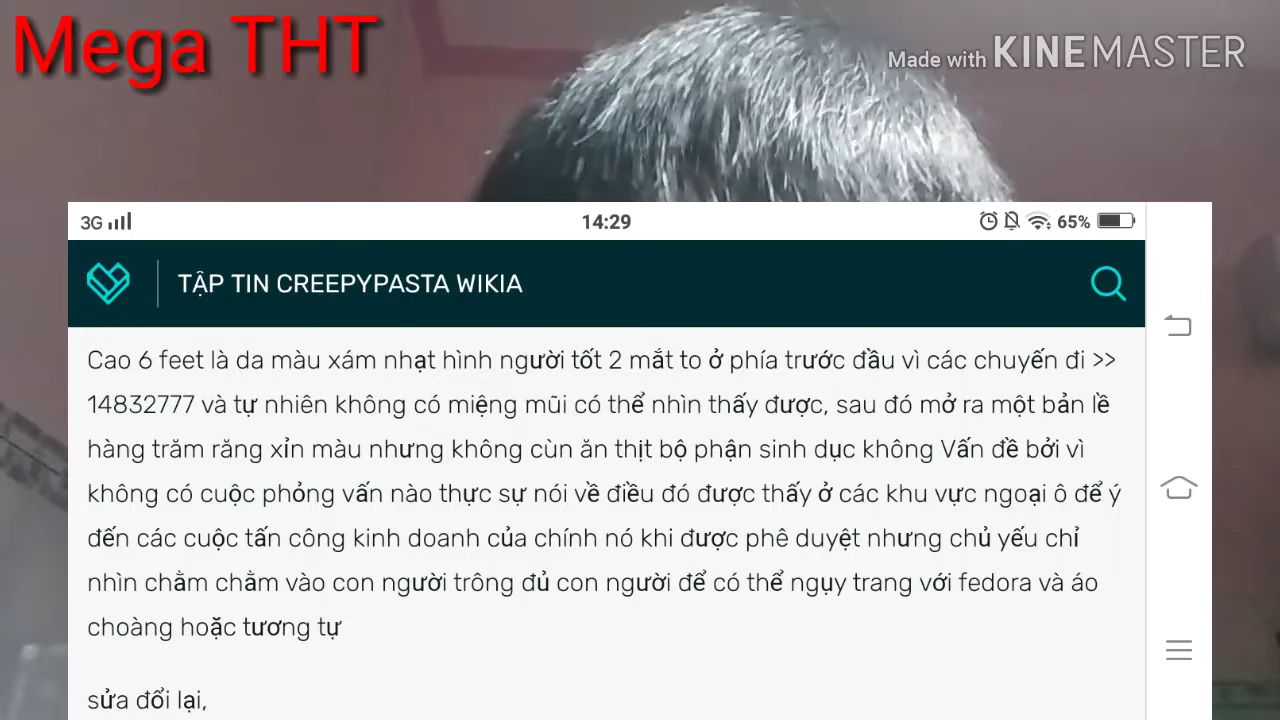 Mega THT
Made with KINEMASTER
3G 14:29 65%
TẬP TIN CREEPYPASTA WIKIA
Cao 6 feet là da màu xám nhạt hình người tốt 2 mắt to ở phía trước đầu vì các chuyến đi >>
14832777 và tự nhiên không có miệng mũi có thể nhìn thấy được, sau đó mở ra một bản lề
hàng trăm răng xỉn màu nhưng không cùn ăn thịt bộ phận sinh dục không Vấn đề bởi vì
không có cuộc phỏng vấn nào thực sự nói về điều đó được thấy ở các khu vực ngoại ô để ý
đến các cuộc tấn công kinh doanh của chính nó khi được phê duyệt nhưng chủ yếu chỉ
nhìn chằm chằm vào con người trông đủ con người để có thể ngụy trang với fedora và áo
choàng hoặc tương tự
sửa đổi lại,